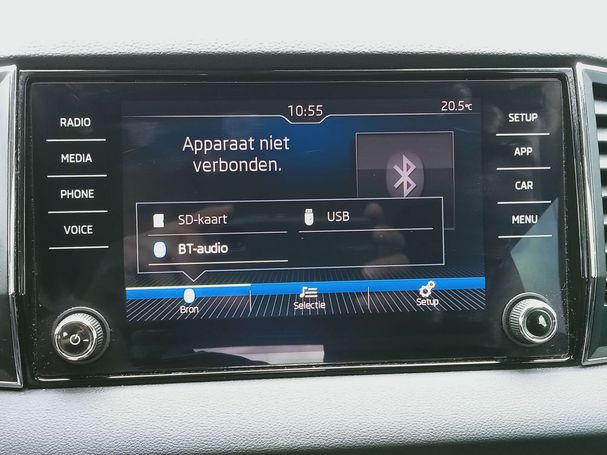 10:55
20.5°C
RADIO
MEDIA
PHONE
VOICE
Apparaat niet
verbonden.
SD-kaart
USB
BT-audio
Bron
Selectie
Setup
SETUP
APP
CAR
MENU